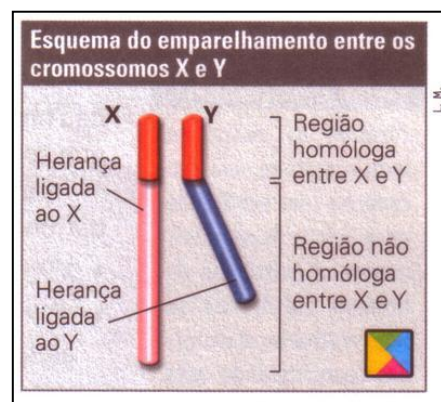 Esquema do emparelhamento entre os
cromossomos X e Y
X
Y
Herança
ligada
ao X
Região
homóloga
entre X e Y
Herança
ligada
ao Y
Região não
homóloga
entre X e Y
L. M.